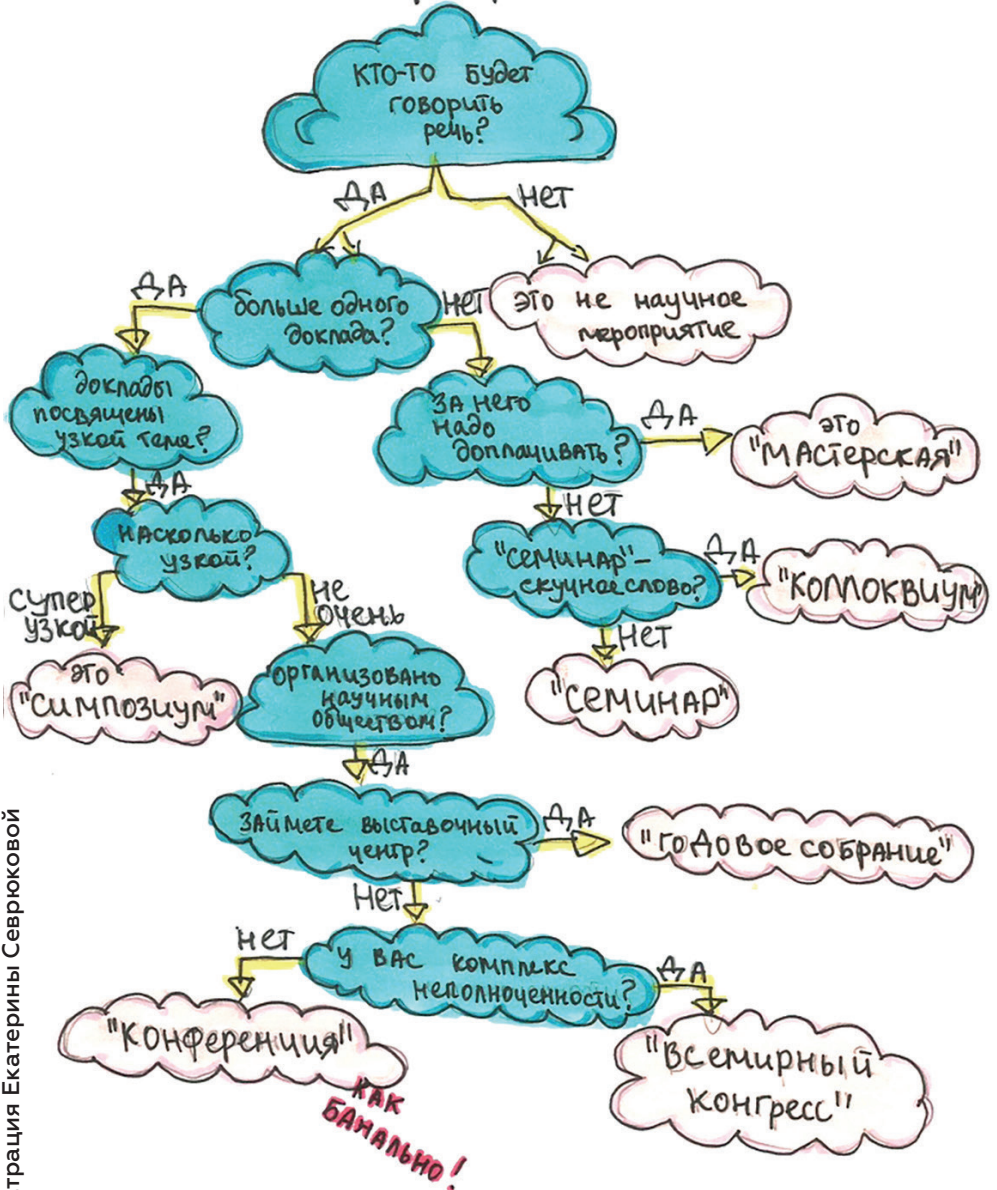 КТО-ТО БУдЕТ
ГОВОРИТЬ
РЕЧЬ?
ДА
НЕТ
больше одного
доклада?
ДА
НЕТ
это не научное
мероприятие
доклады
посвящены
узкой теме?
ЗА него
надо
доплачивать?
ДА
это
"МАСТЕРСКАЯ"
ДА
НЕТ
насколько
узкой?
"СЕМИНАР" –
скучное слово?
ДА
"КОЛЛОКВИУМ"
СУПЕР
УЗКОЙ
НЕ
ОЧЕНЬ
НЕТ
это
"СИМПОЗИУМ"
организовано
научным
обществом?
"СЕМИНАР"
ДА
ЗАЙМЕТЕ ВЫСТАВОЧНЫЙ
ЦЕНТР?
ДА
"ГОДОВОЕ СОБРАНИЕ"
НЕТ
У ВАС КОМПЛЕКС
НЕПОЛНОЧЕННОСТИ?
НЕТ
ДА
"КОНФЕРЕНЦИЯ"
"ВСЕМИРНЫЙ
КОНГРЕСС"
КАК
БАНАЛЬНО!
трация Екатерины Севрюковой